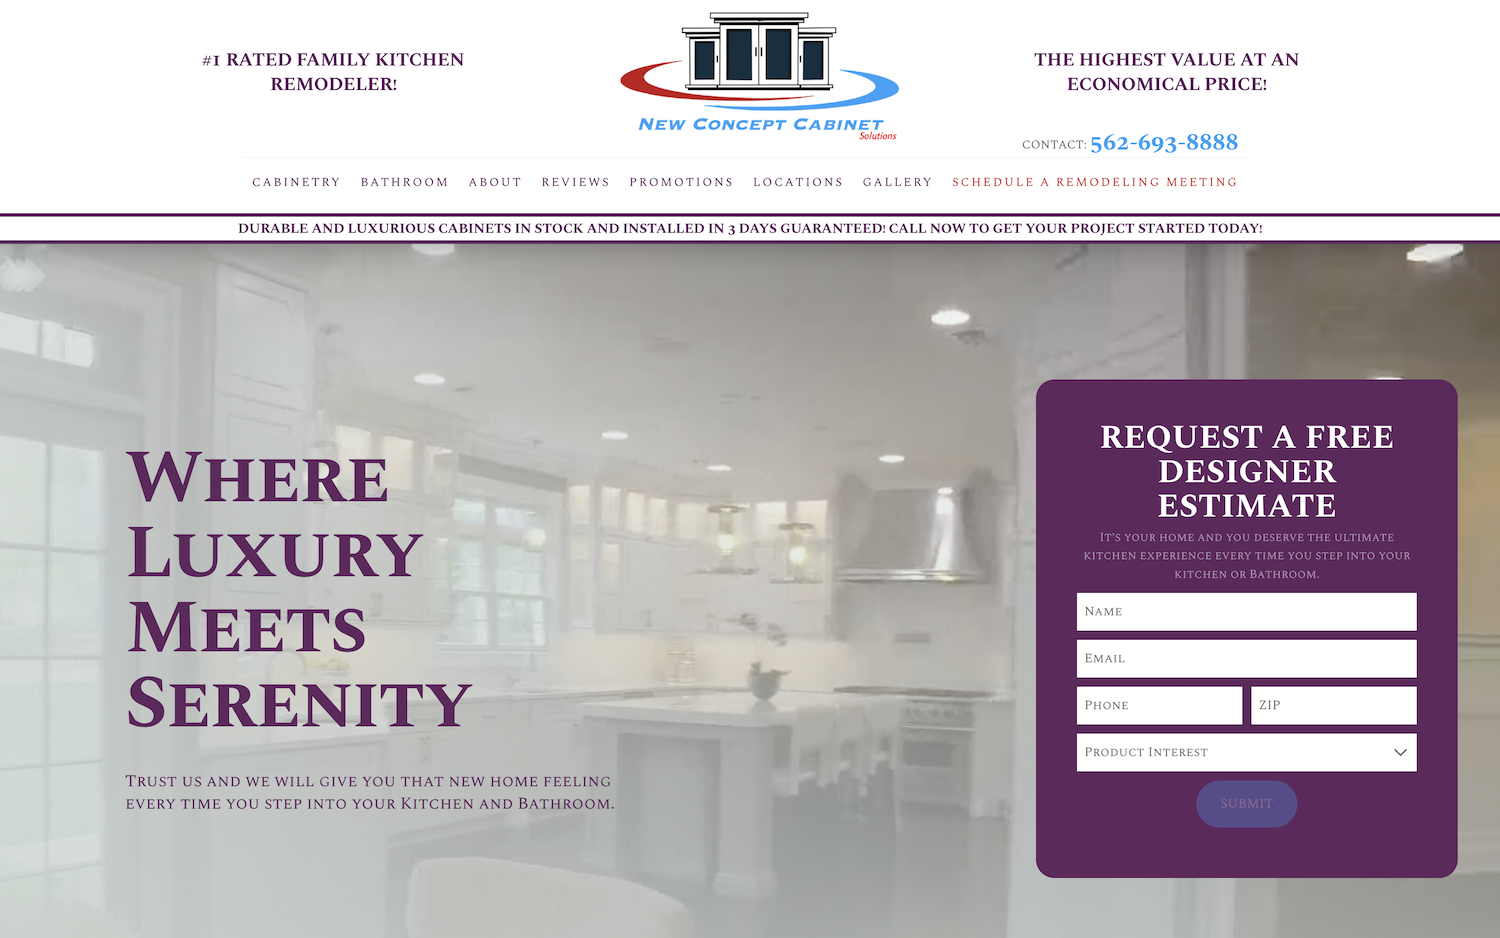 #1 RATED FAMILY KITCHEN
REMODELER!
NEW CONCEPT CABINET
Solutions
THE HIGHEST VALUE AT AN
ECONOMICAL PRICE!
CONTACT: 562-693-8888
CABINETRY BATHROOM ABOUT REVIEWS PROMOTIONS LOCATIONS GALLERY SCHEDULE A REMODELING MEETING
DURABLE AND LUXURIOUS CABINETS IN STOCK AND INSTALLED IN 3 DAYS GUARANTEED! CALL NOW TO GET YOUR PROJECT STARTED TODAY!
WHERE
LUXURY
MEETS
SERENITY
TRUST US AND WE WILL GIVE YOU THAT NEW HOME FEELING
EVERY TIME YOU STEP INTO YOUR KITCHEN AND BATHROOM.
REQUEST A FREE
DESIGNER
ESTIMATE
IT'S YOUR HOME AND YOU DESERVE THE ULTIMATE
KITCHEN EXPERIENCE EVERY TIME YOU STEP INTO YOUR
KITCHEN OR BATHROOM.
NAME
EMAIL
PHONE ZIP
PRODUCT INTEREST
SUBMIT